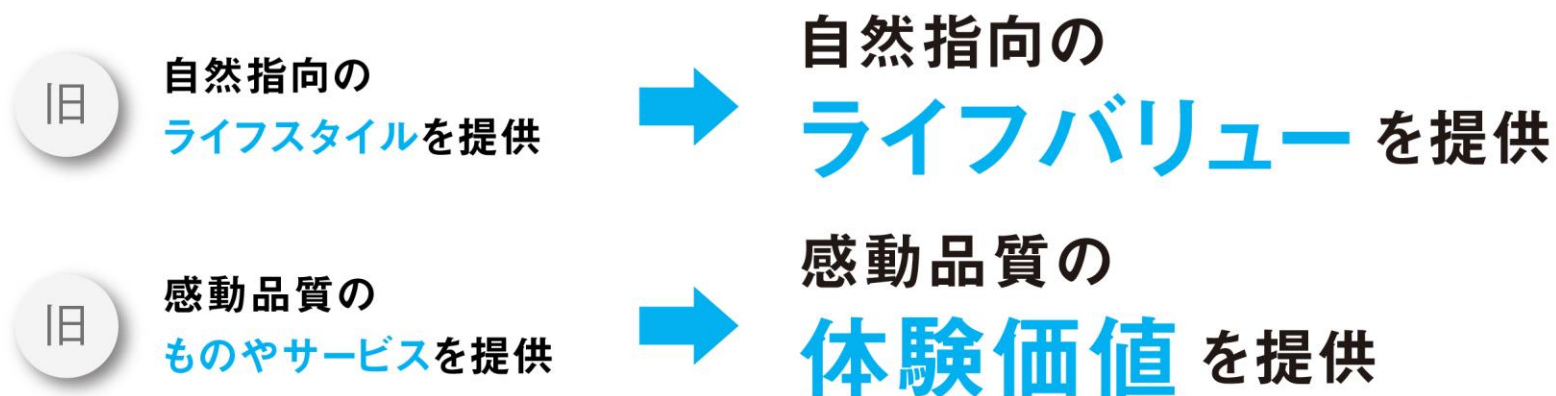 旧
自然指向の
ライフスタイルを提供
自然指向の
ライフバリューを提供
旧
感動品質の
ものやサービスを提供
感動品質の
体験価値を提供